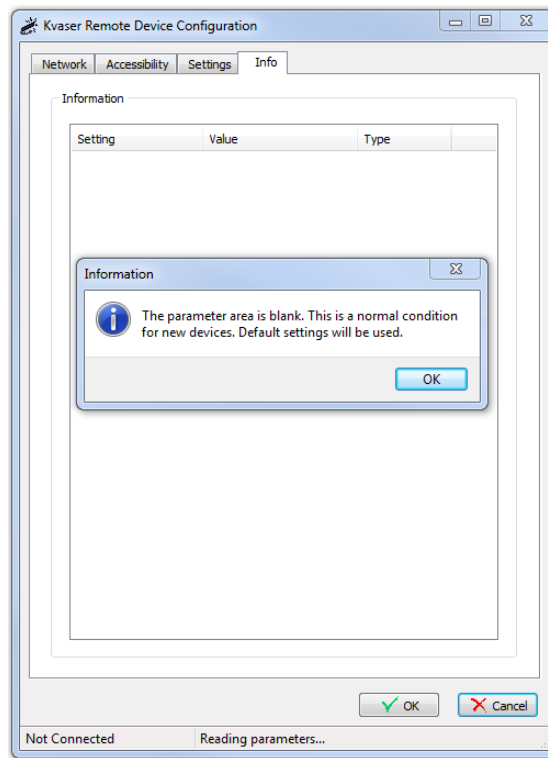 Kvaser Remote Device Configuration
Network Accessibility Settings Info
Information
Setting Value Type
Information
The parameter area is blank. This is a normal condition
for new devices. Default settings will be used.
OK
OK Cancel
Not Connected Reading parameters...